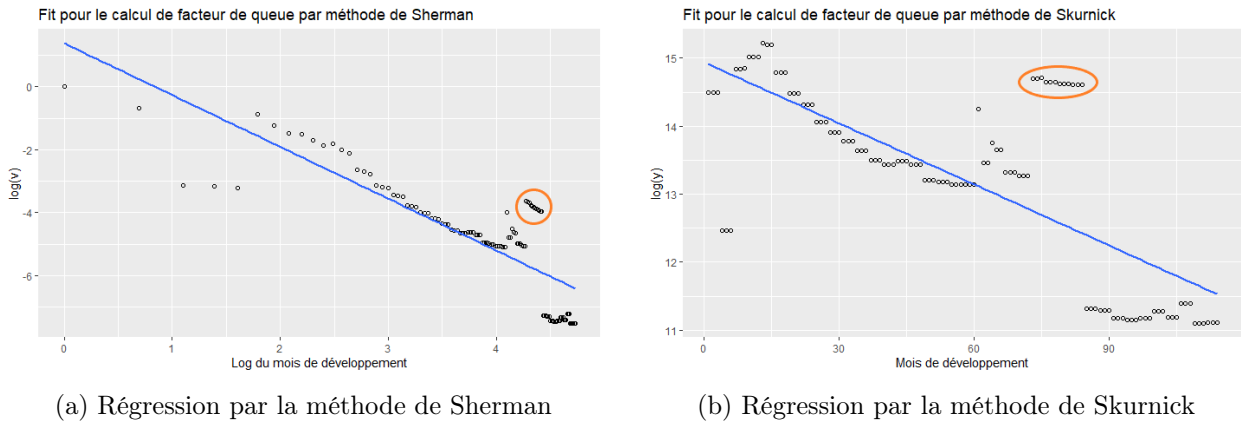 Fit pour le calcul de facteur de queue par méthode de Sherman
0
-2
-4
-6
log(v)
0
1
2
3
4
Log du mois de développement
(a) Régression par la méthode de Sherman
Fit pour le calcul de facteur de queue par méthode de Skurnick
15
14
13
12
11
log(y)
0
30
60
90
Mois de développement
(b) Régression par la méthode de Skurnick